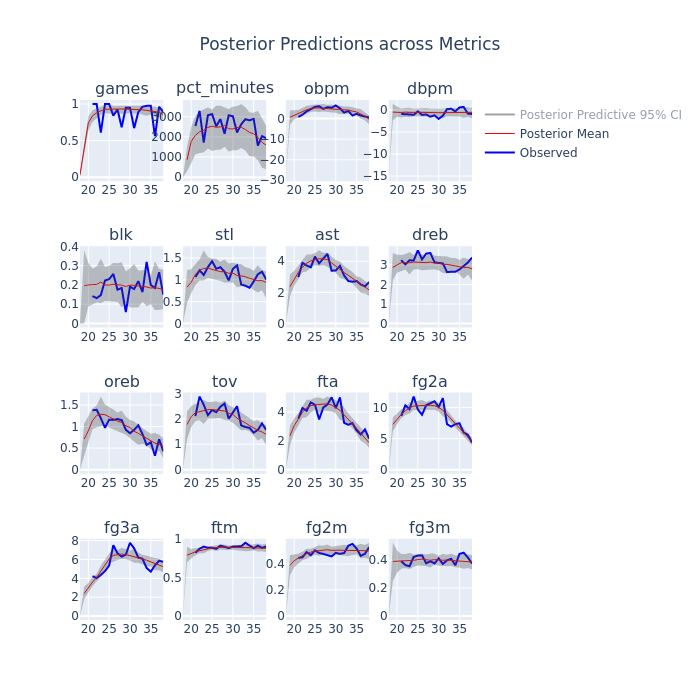 Posterior Predictions across Metrics
games pct_minutes obpm dbpm
1
0.5
0
20 25 30 35
3000
2000
1000
0
20 25 30 35
0
−10
−20
−30
20 25 30 35
0
−5
−10
−15
20 25 30 35
Posterior Predictive 95% CI
Posterior Mean
Observed
blk stl ast dreb
0.4
0.3
0.2
0.1
0
20 25 30 35
1.5
1
0.5
0
20 25 30 35
4
2
0
20 25 30 35
3
2
1
0
20 25 30 35
oreb tov fta fg2a
1.5
1
0.5
0
20 25 30 35
3
2
1
0
20 25 30 35
4
2
0
20 25 30 35
10
5
0
20 25 30 35
fg3a ftm fg2m fg3m
8
6
4
2
0
20 25 30 35
1
0.5
0
20 25 30 35
0.4
0.2
0
20 25 30 35
0.4
0.2
0
20 25 30 35